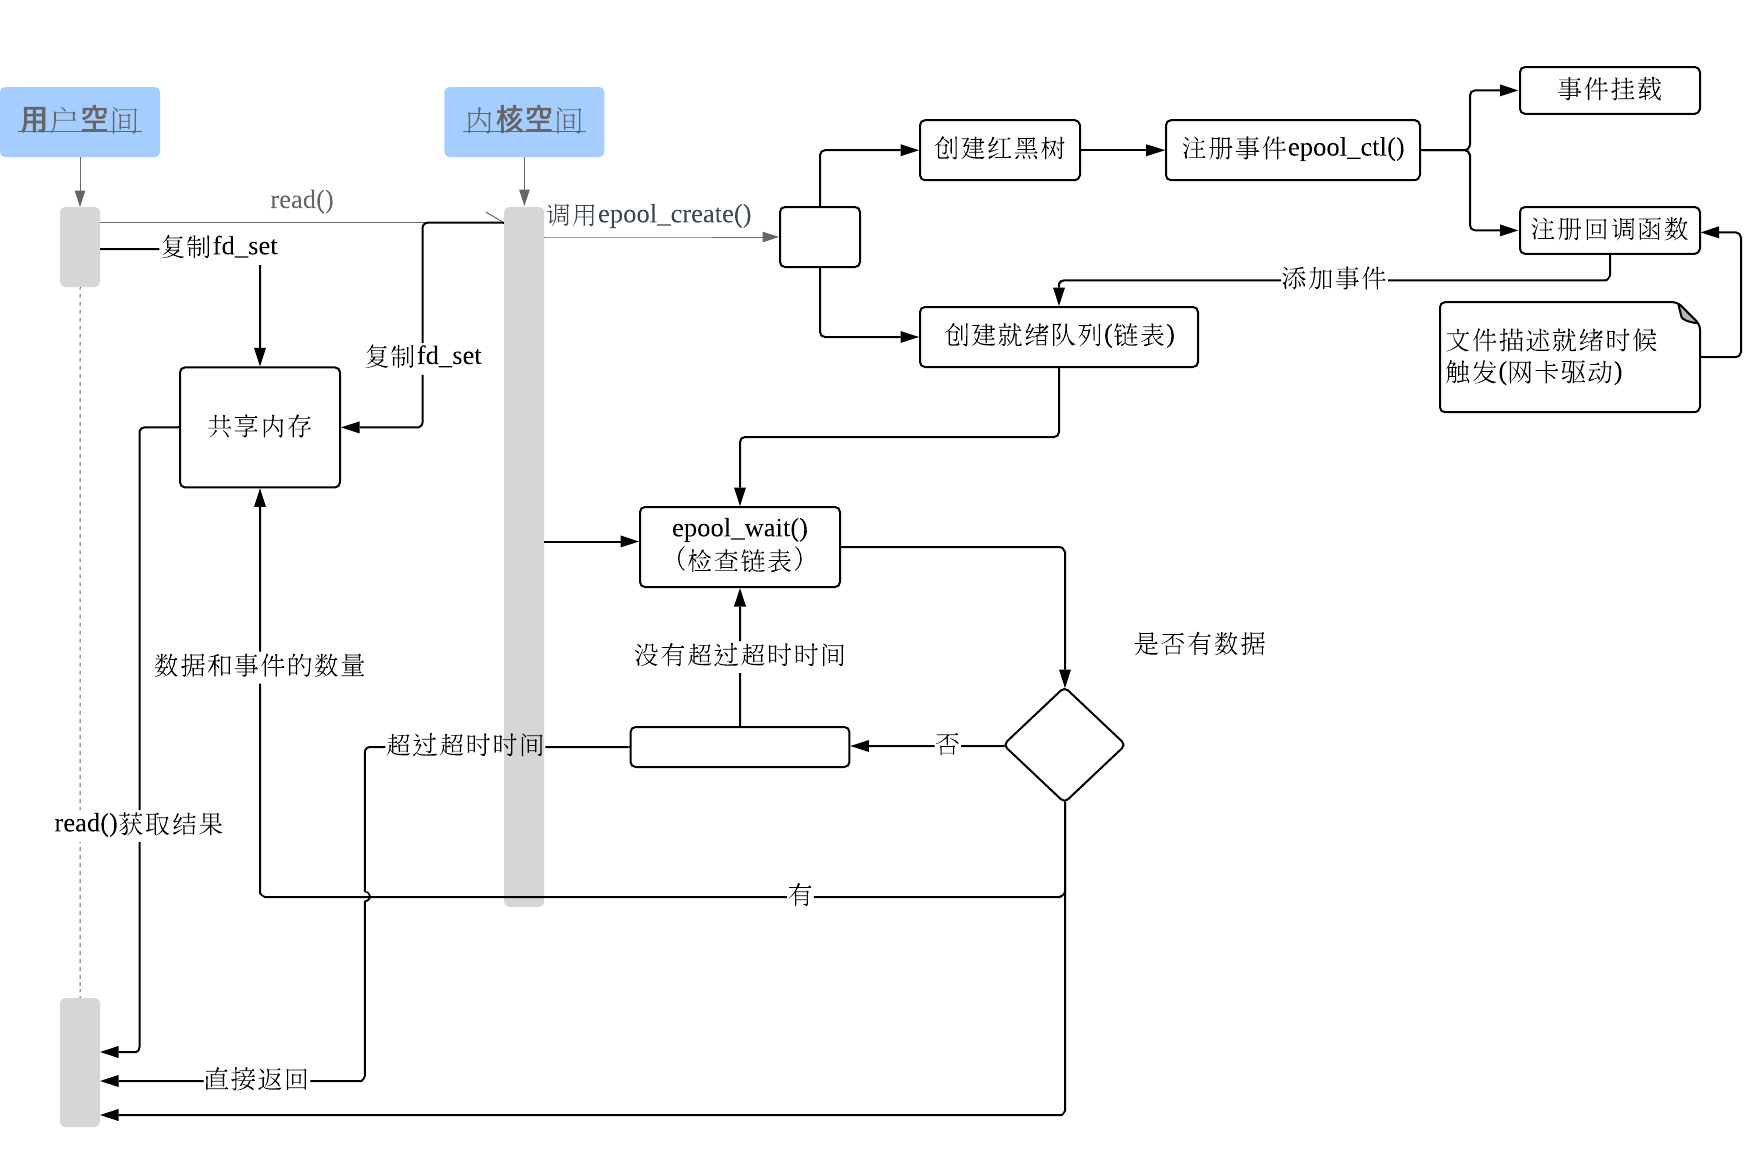 用户空间
内核空间
事件挂载
创建红黑树
注册事件epool_ctl()
read()
调用epool_create()
注册回调函数
复制fd_set
添加事件
创建就绪队列(链表)
文件描述就绪时候
触发(网卡驱动)
复制fd_set
共享内存
epool_wait()
（检查链表）
是否有数据
没有超过超时时间
数据和事件的数量
超过超时时间
否
read()获取结果
有
直接返回